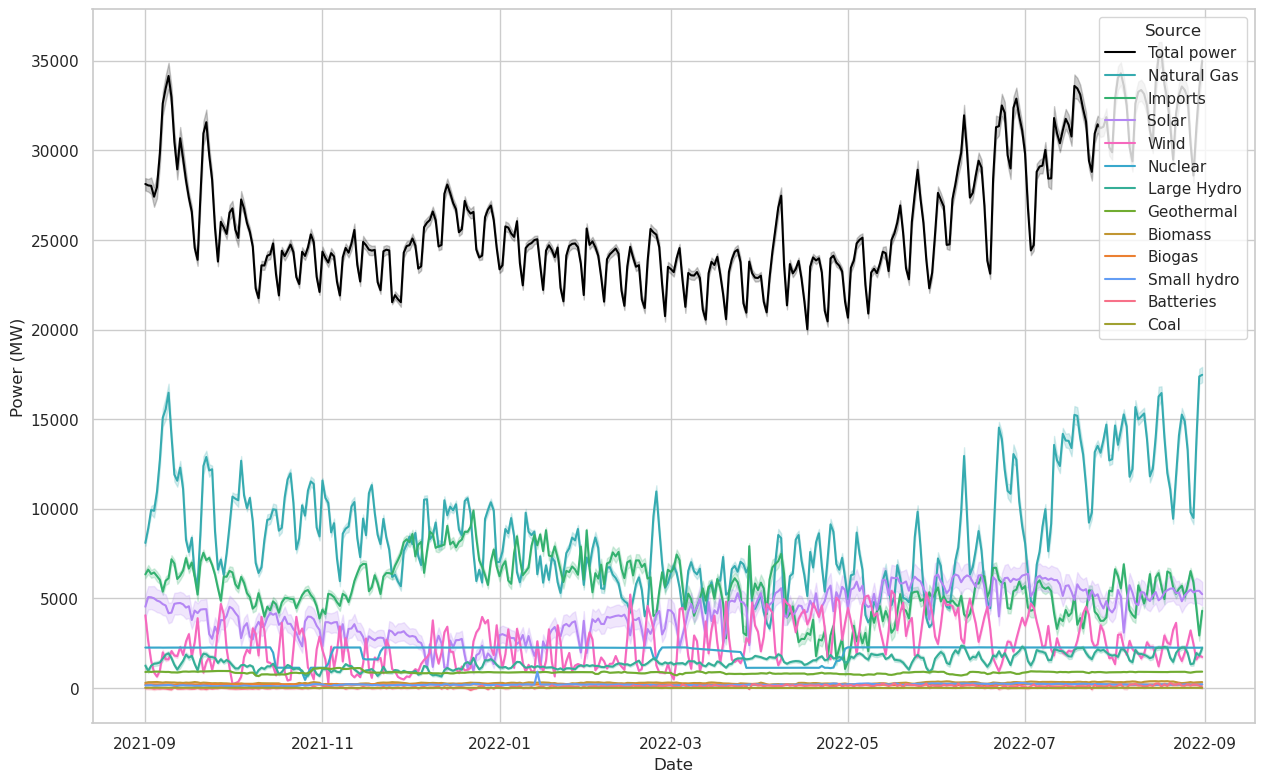 Source
Total power
Natural Gas
Imports
Solar
Wind
Nuclear
Large Hydro
Geothermal
Biomass
Biogas
Small hydro
Batteries
Coal
Power (MW)
35000
30000
25000
20000
15000
10000
5000
0
2021-09 2021-11 2022-01 2022-03 2022-05 2022-07 2022-09
Date